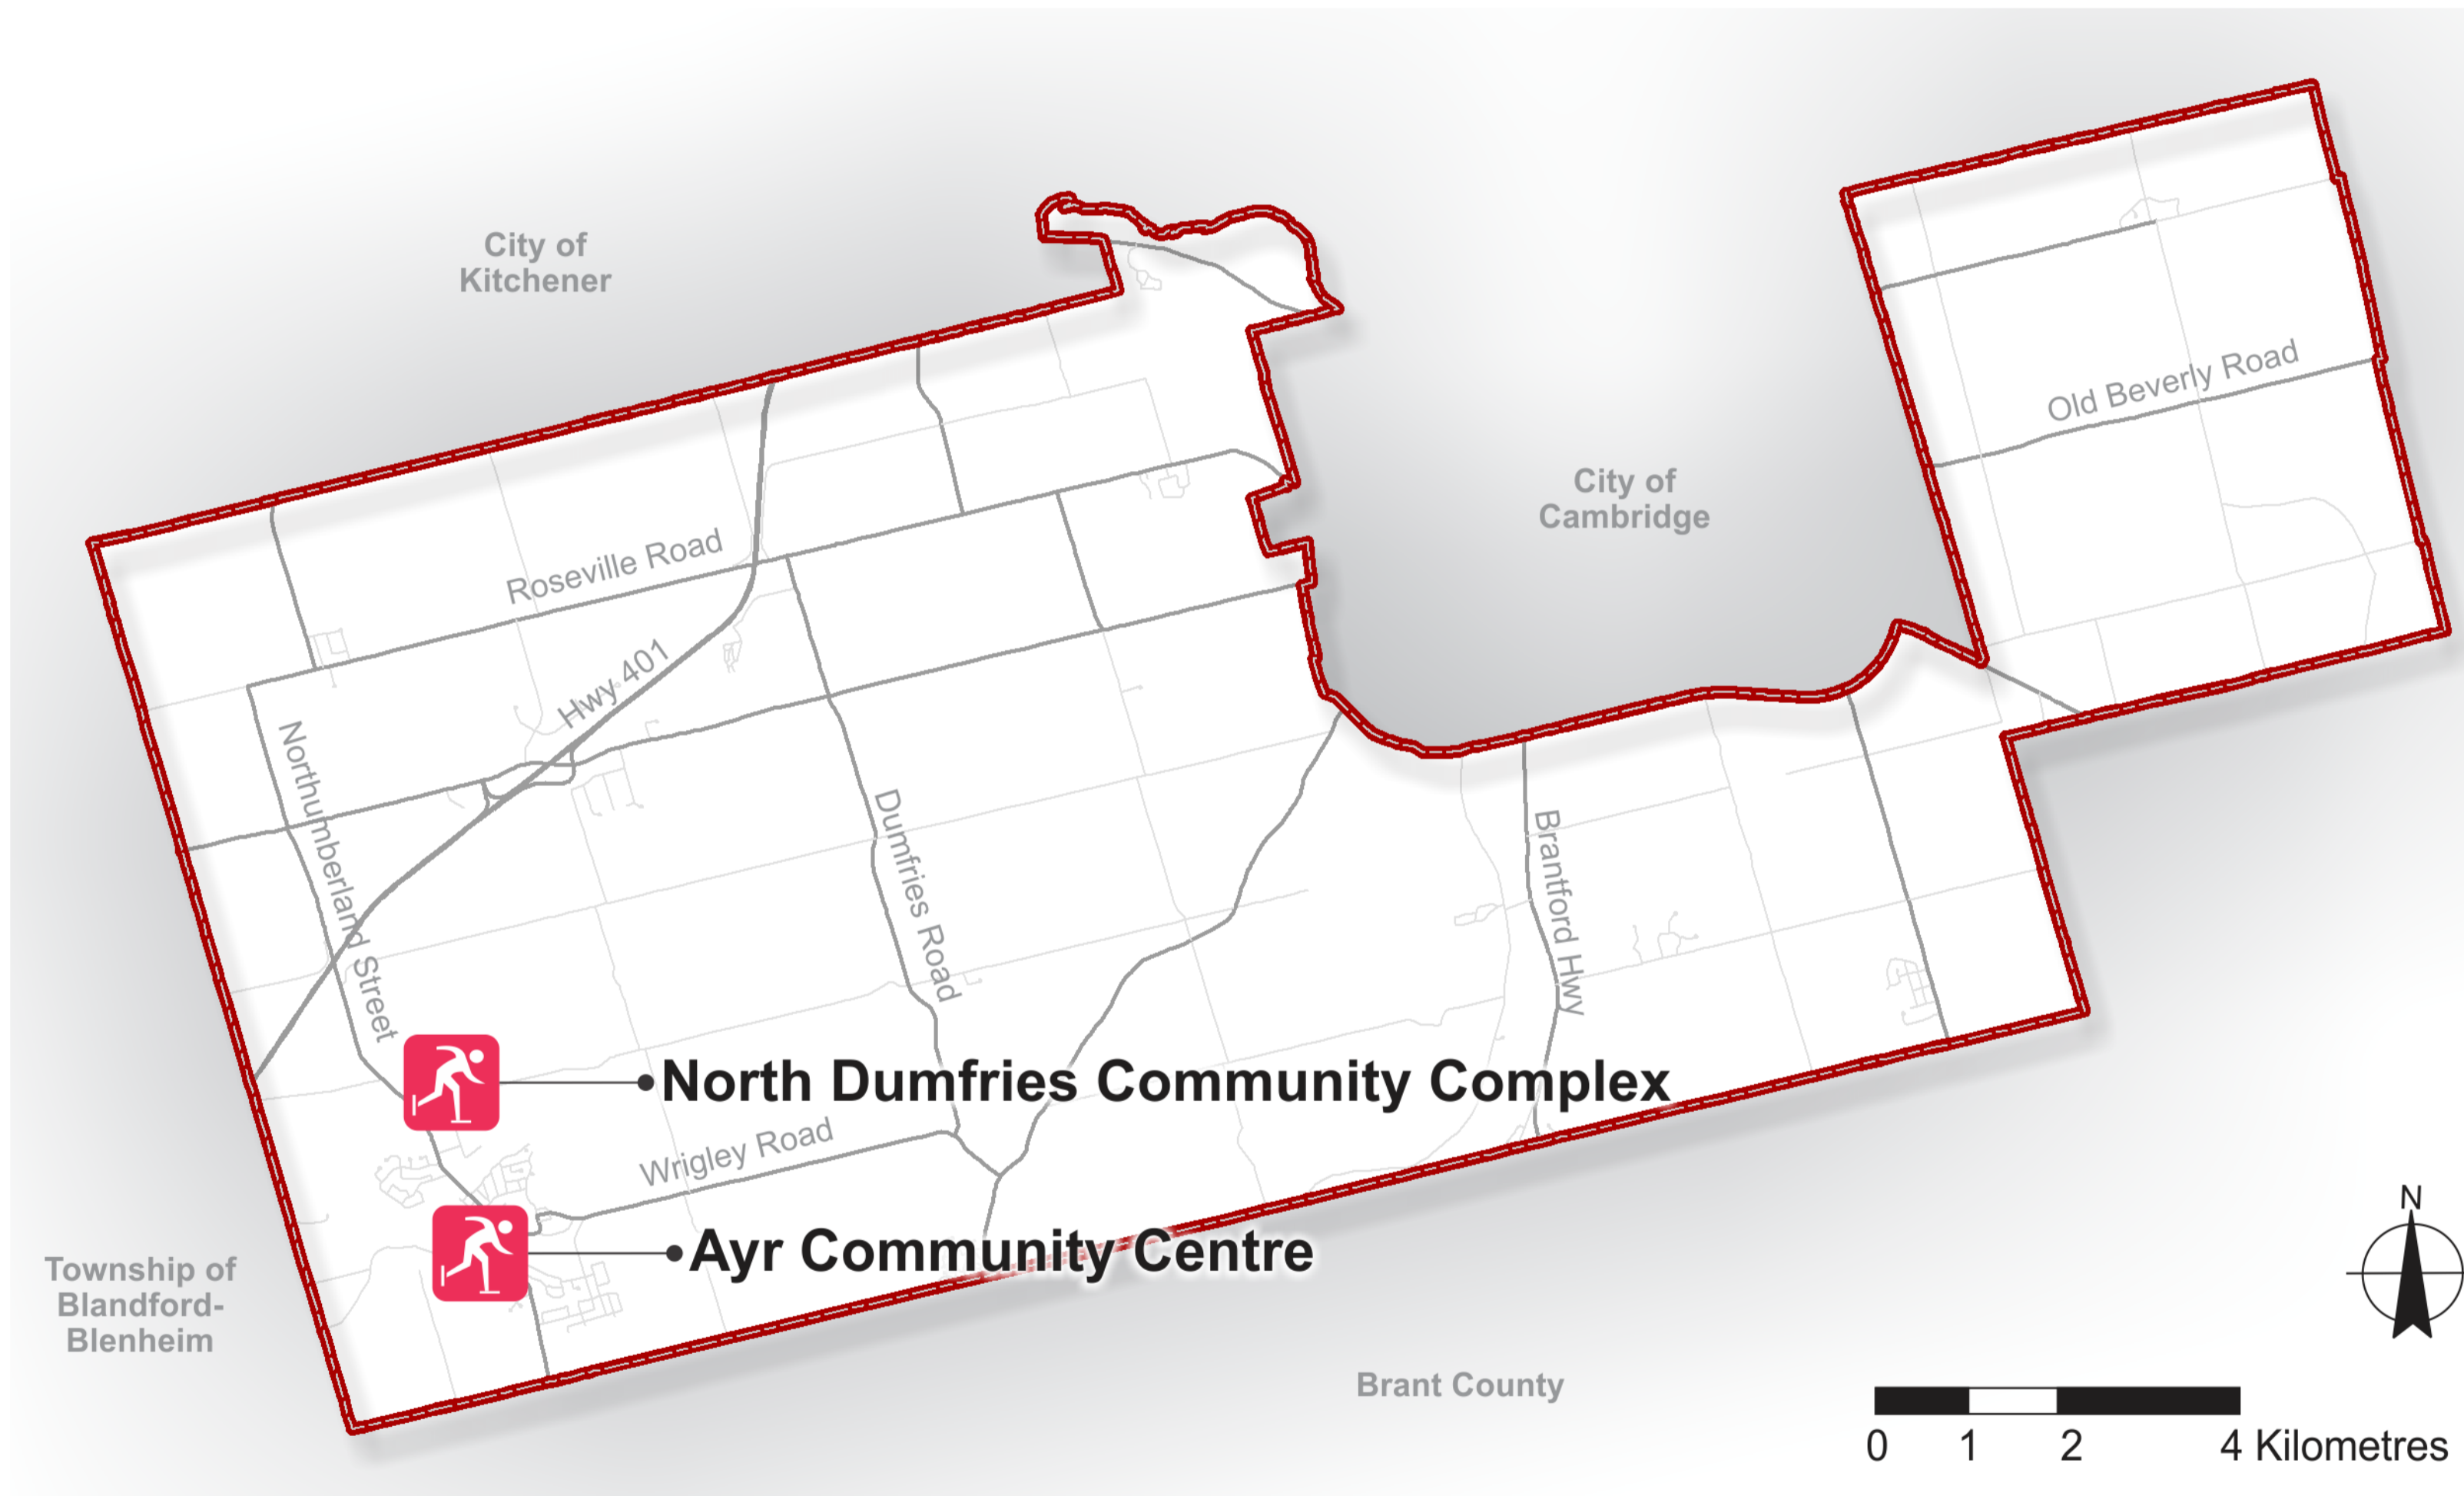 City of
Kitchener
City of
Cambridge
Old Beverly Road
Roseville Road
Hwy 401
Northumberland Street
Dumfries Road
Brantford Hwy
North Dumfries Community Complex
Wrigley Road
Ayr Community Centre
Township of
Blandford-
Blenheim
Brant County
N
0 1 2 4 Kilometres